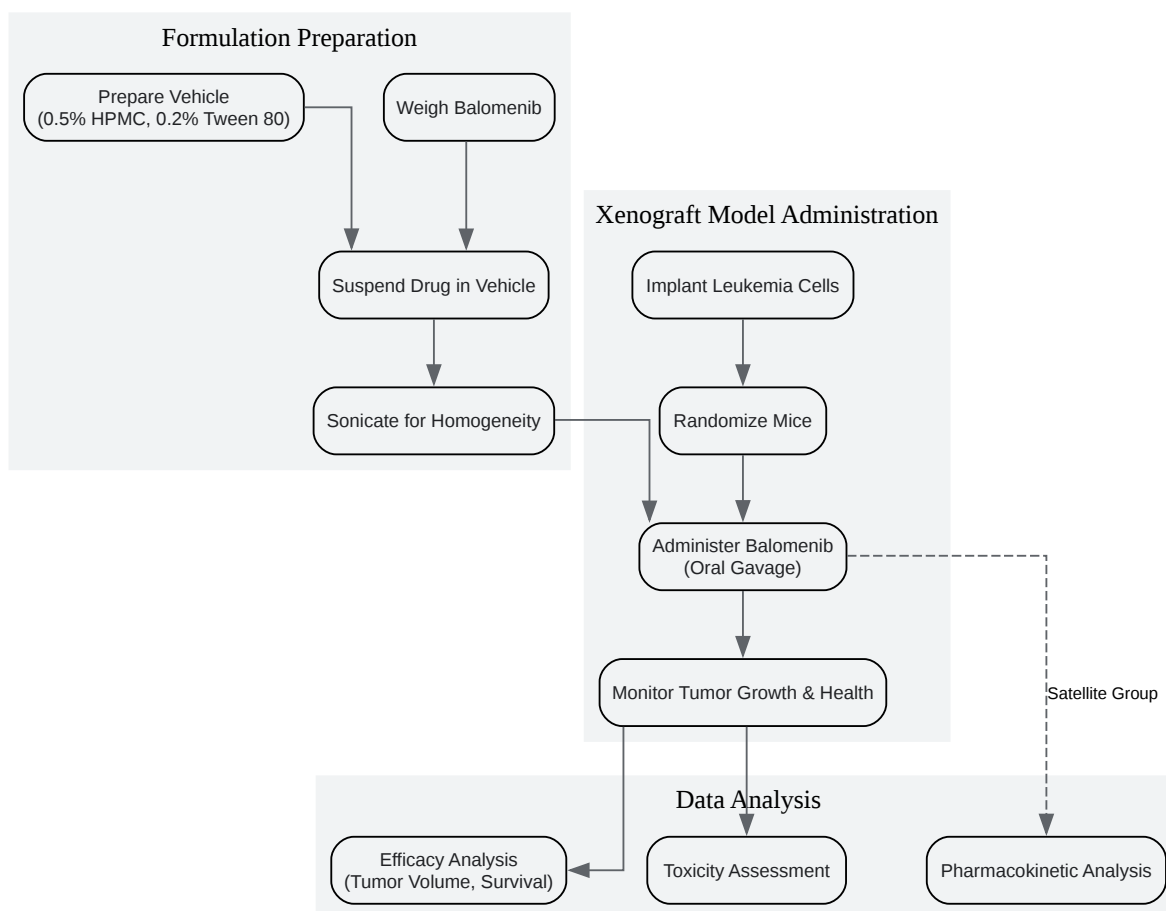 Formulation Preparation
Prepare Vehicle
(0.5% HPMC, 0.2% Tween 80)
Weigh Balomenib
Suspend Drug in Vehicle
Sonicate for Homogeneity
Xenograft Model Administration
Implant Leukemia Cells
Randomize Mice
Administer Balomenib
(Oral Gavage)
Monitor Tumor Growth & Health
Satellite Group
Data Analysis
Efficacy Analysis
(Tumor Volume, Survival)
Toxicity Assessment
Pharmacokinetic Analysis